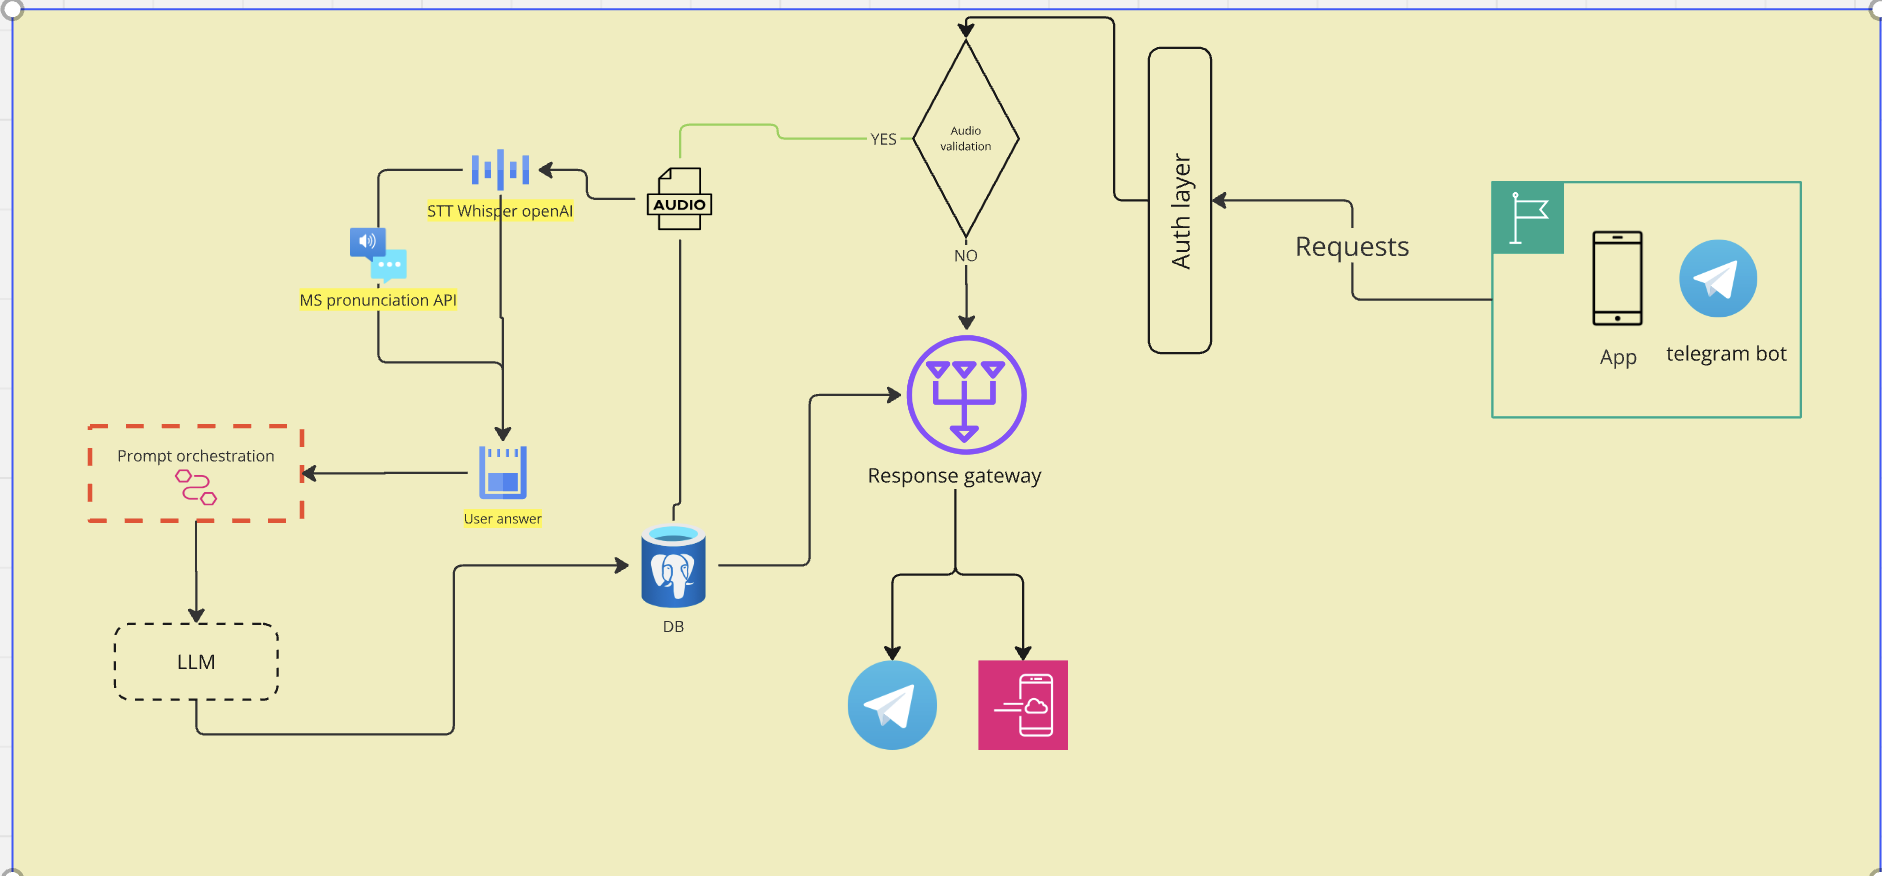 Audio
validation
YES
AUDIO
STT Whisper openAI
Auth layer
Requests
NO
MS pronunciation API
App
telegram bot
Prompt orchestration
Response gateway
User answer
DB
LLM